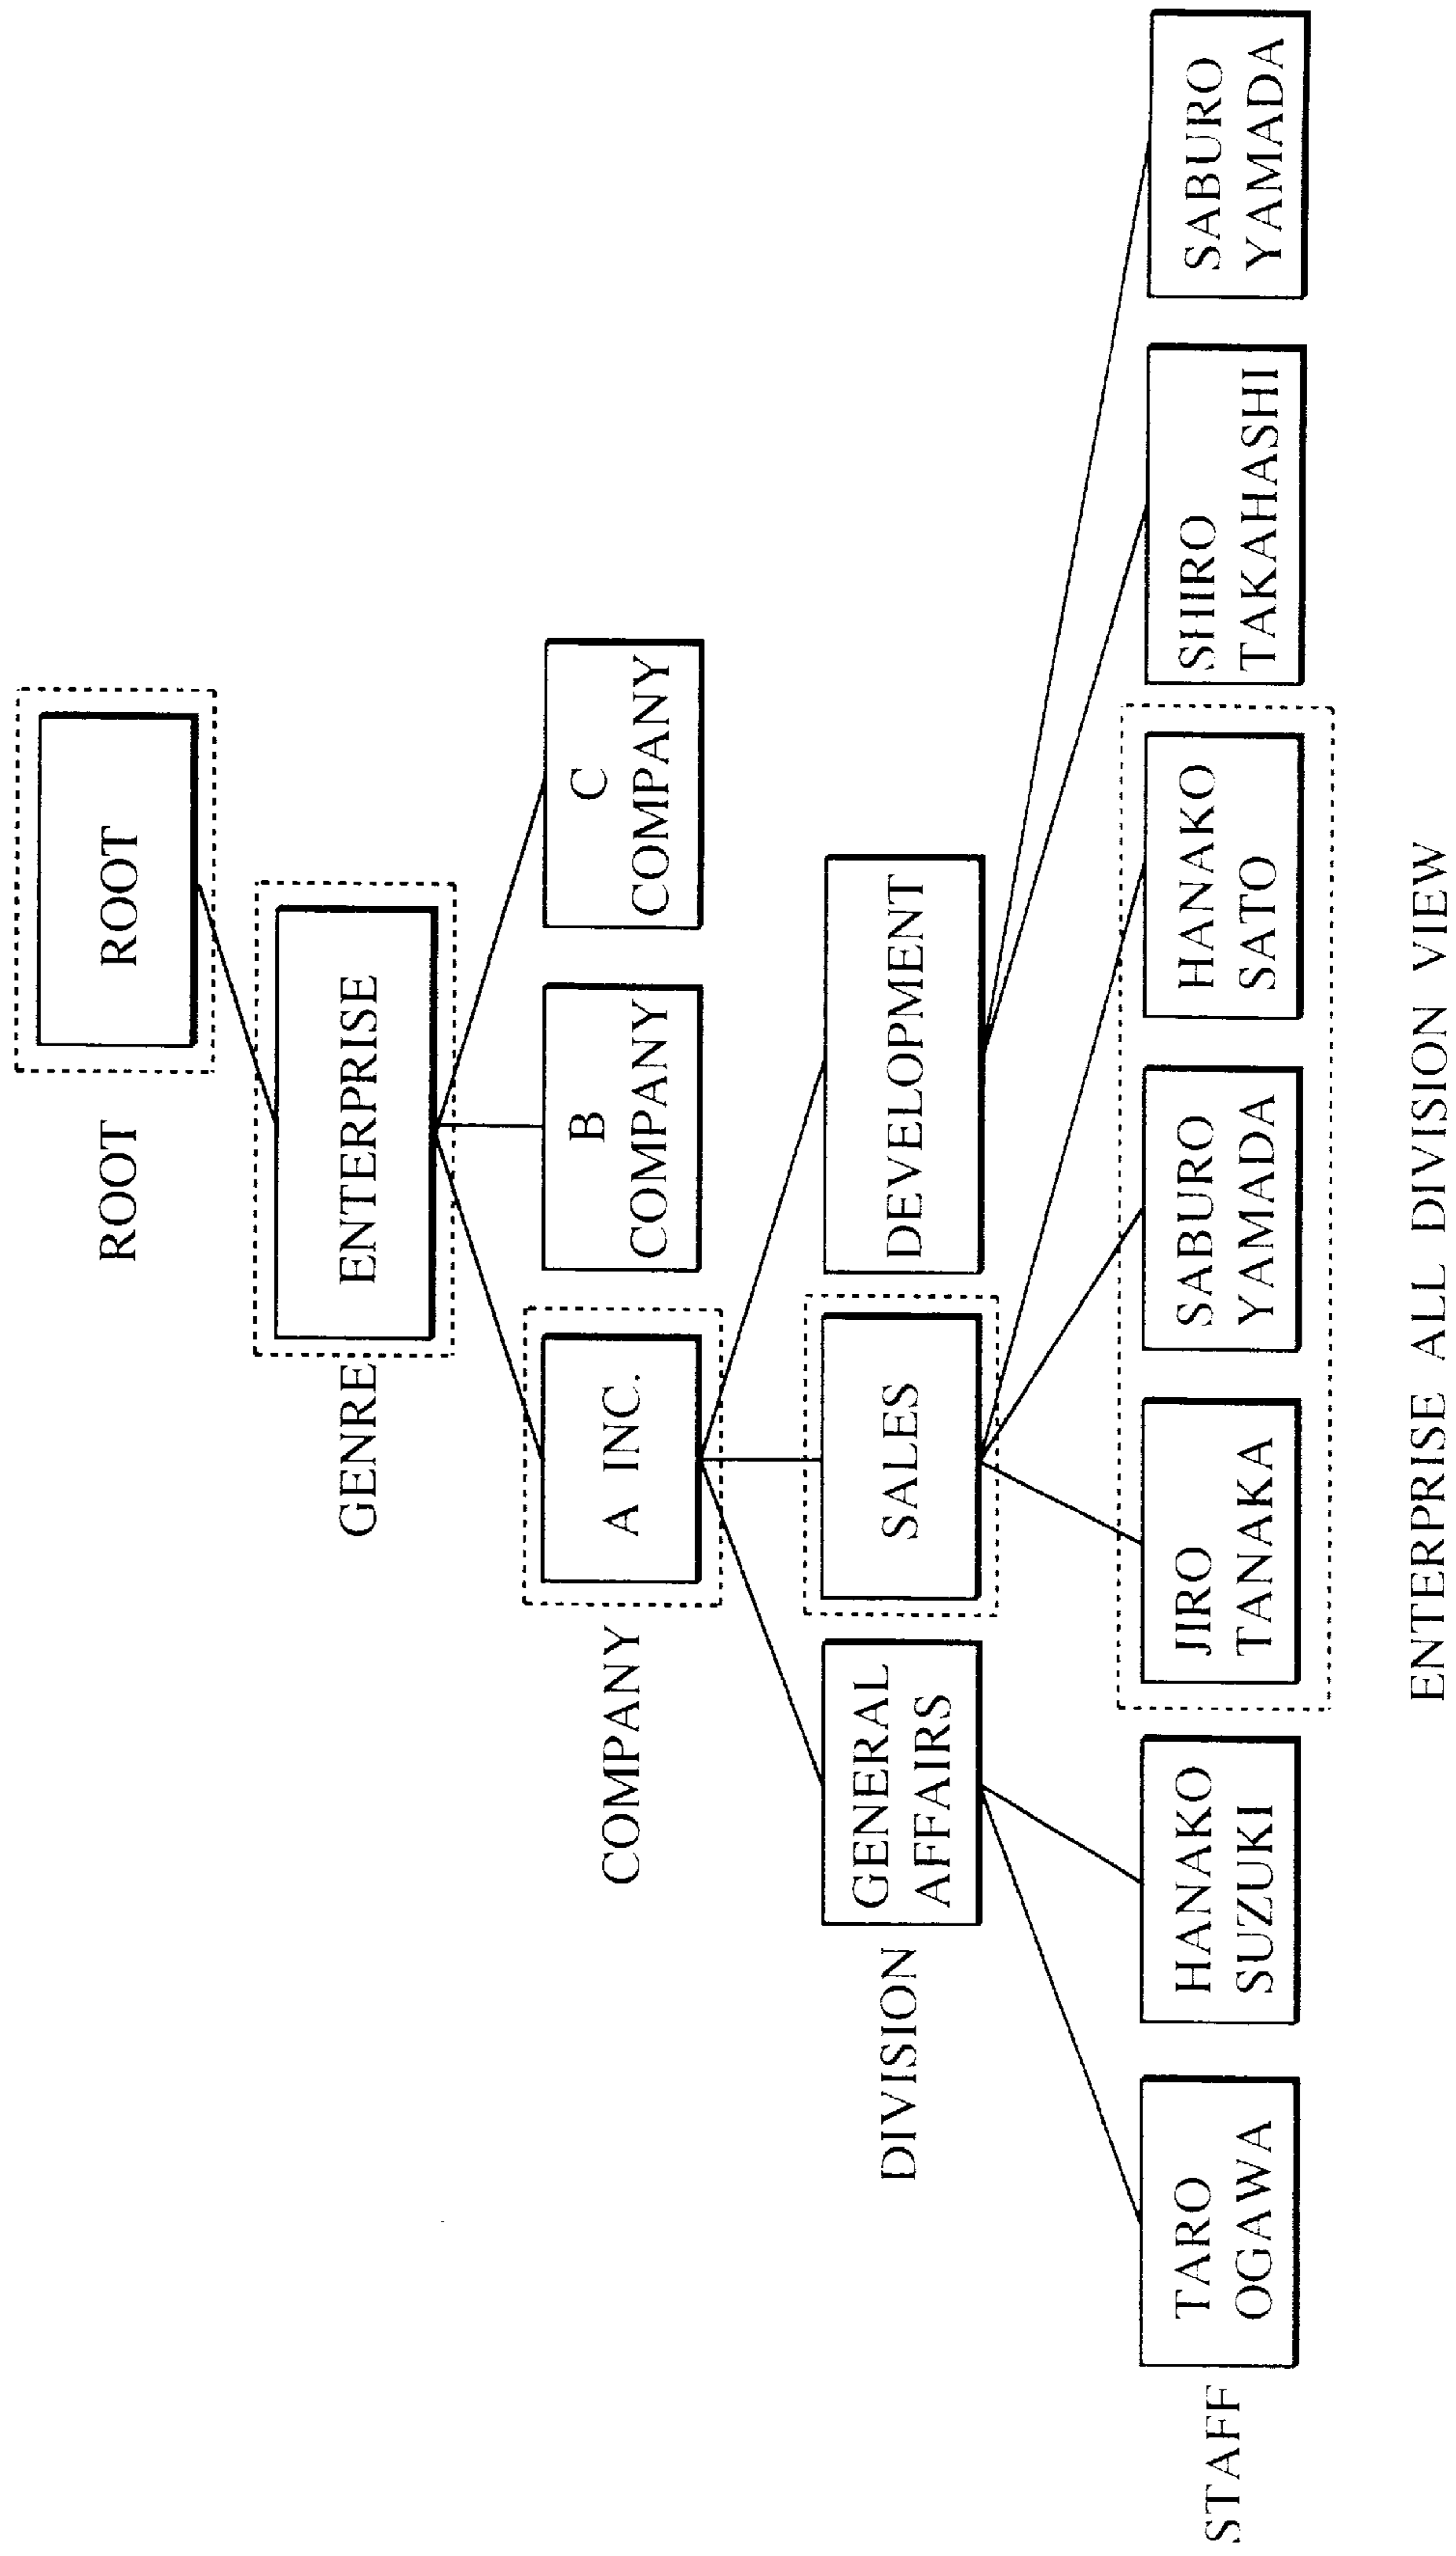 ROOT
ROOT
GENRE
ENTERPRISE
COMPANY
A INC.
B
COMPANY
C
COMPANY
DIVISION
GENERAL
AFFAIRS
SALES
DEVELOPMENT
STAFF
TARO
OGAWA
HANAKO
SUZUKI
JIRO
TANAKA
SABURO
YAMADA
HANAKO
SATO
SHIRO
TAKAHASHI
SABURO
YAMADA
ENTERPRISE ALL DIVISION VIEW